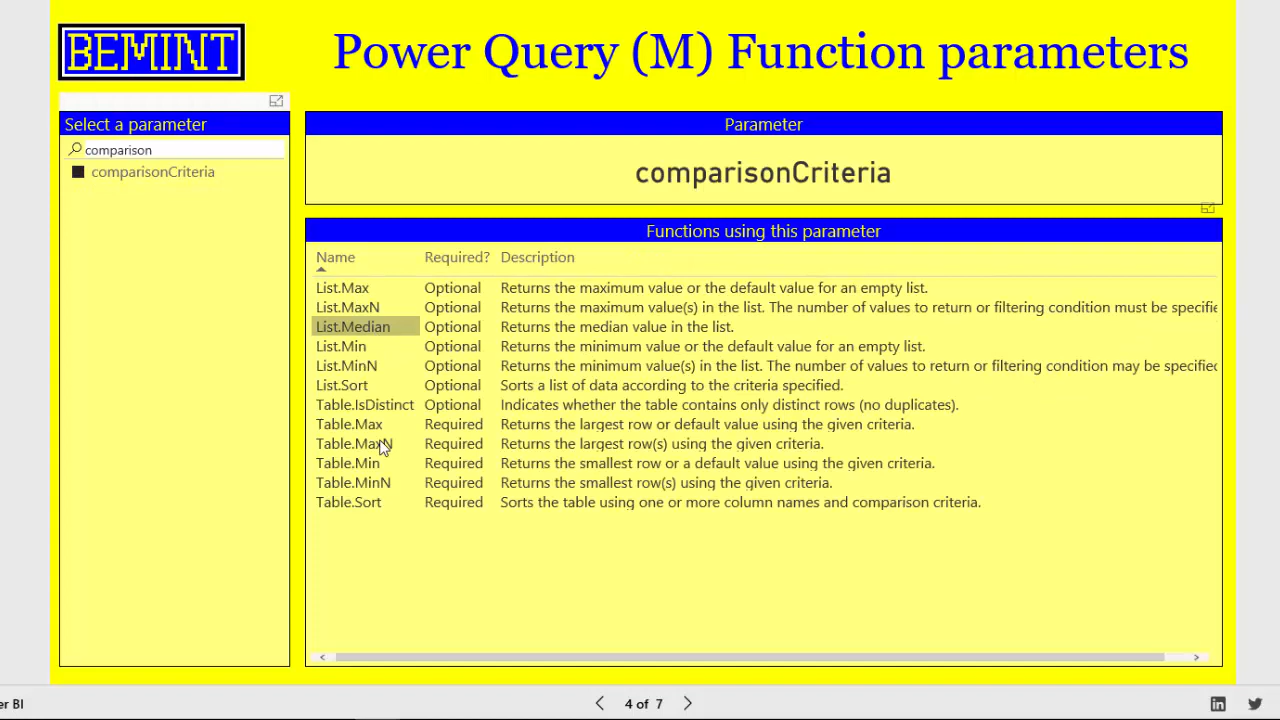 BEMINT
Power Query (M) Function parameters
Select a parameter
comparison
comparisonCriteria
Parameter
comparisonCriteria
Functions using this parameter
Name Required? Description
List.Max Optional Returns the maximum value or the default value for an empty list.
List.MaxN Optional Returns the maximum value(s) in the list. The number of values to return or filtering condition must be specifie
List.Median Optional Returns the median value in the list.
List.Min Optional Returns the minimum value or the default value for an empty list.
List.MinN Optional Returns the minimum value(s) in the list. The number of values to return or filtering condition may be specified
List.Sort Optional Sorts a list of data according to the criteria specified.
Table.IsDistinct Optional Indicates whether the table contains only distinct rows (no duplicates).
Table.Max Required Returns the largest row or default value using the given criteria.
Table.MaxN Required Returns the largest row(s) using the given criteria.
Table.Min Required Returns the smallest row or a default value using the given criteria.
Table.MinN Required Returns the smallest row(s) using the given criteria.
Table.Sort Required Sorts the table using one or more column names and comparison criteria.
er BI
4 of 7